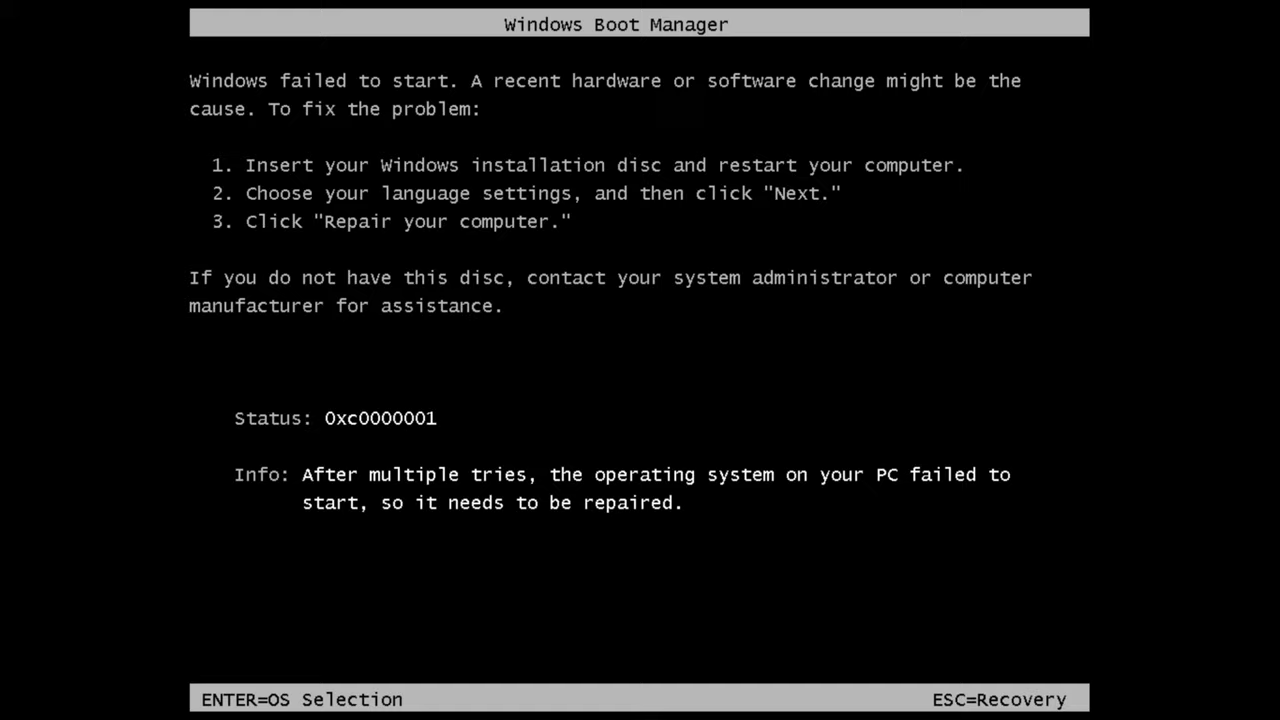 Windows Boot Manager
Windows failed to start. A recent hardware or software change might be the
cause. To fix the problem:
1. Insert your Windows installation disc and restart your computer.
2. Choose your language settings, and then click "Next."
3. Click "Repair your computer."
If you do not have this disc, contact your system administrator or computer
manufacturer for assistance.
Status: 0xc0000001
Info: After multiple tries, the operating system on your PC failed to
start, so it needs to be repaired.
ENTER=OS Selection ESC=Recovery